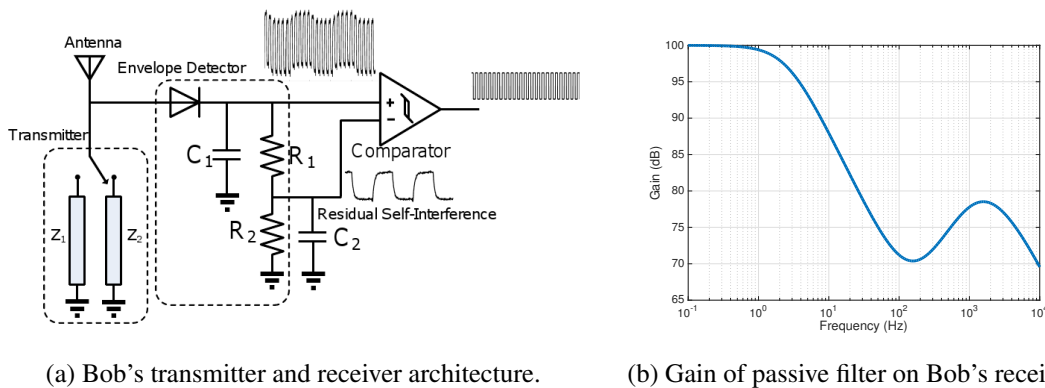 Antenna
Envelope Detector
Transmitter
Z1
Z2
C1
R1
R2
C2
+
−
Comparator
Residual Self-Interference
Gain (dB)
100
95
90
85
80
75
70
65
10^-1
10^0
10^1
10^2
10^3
10
Frequency (Hz)
(a) Bob's transmitter and receiver architecture.
(b) Gain of passive filter on Bob's recei